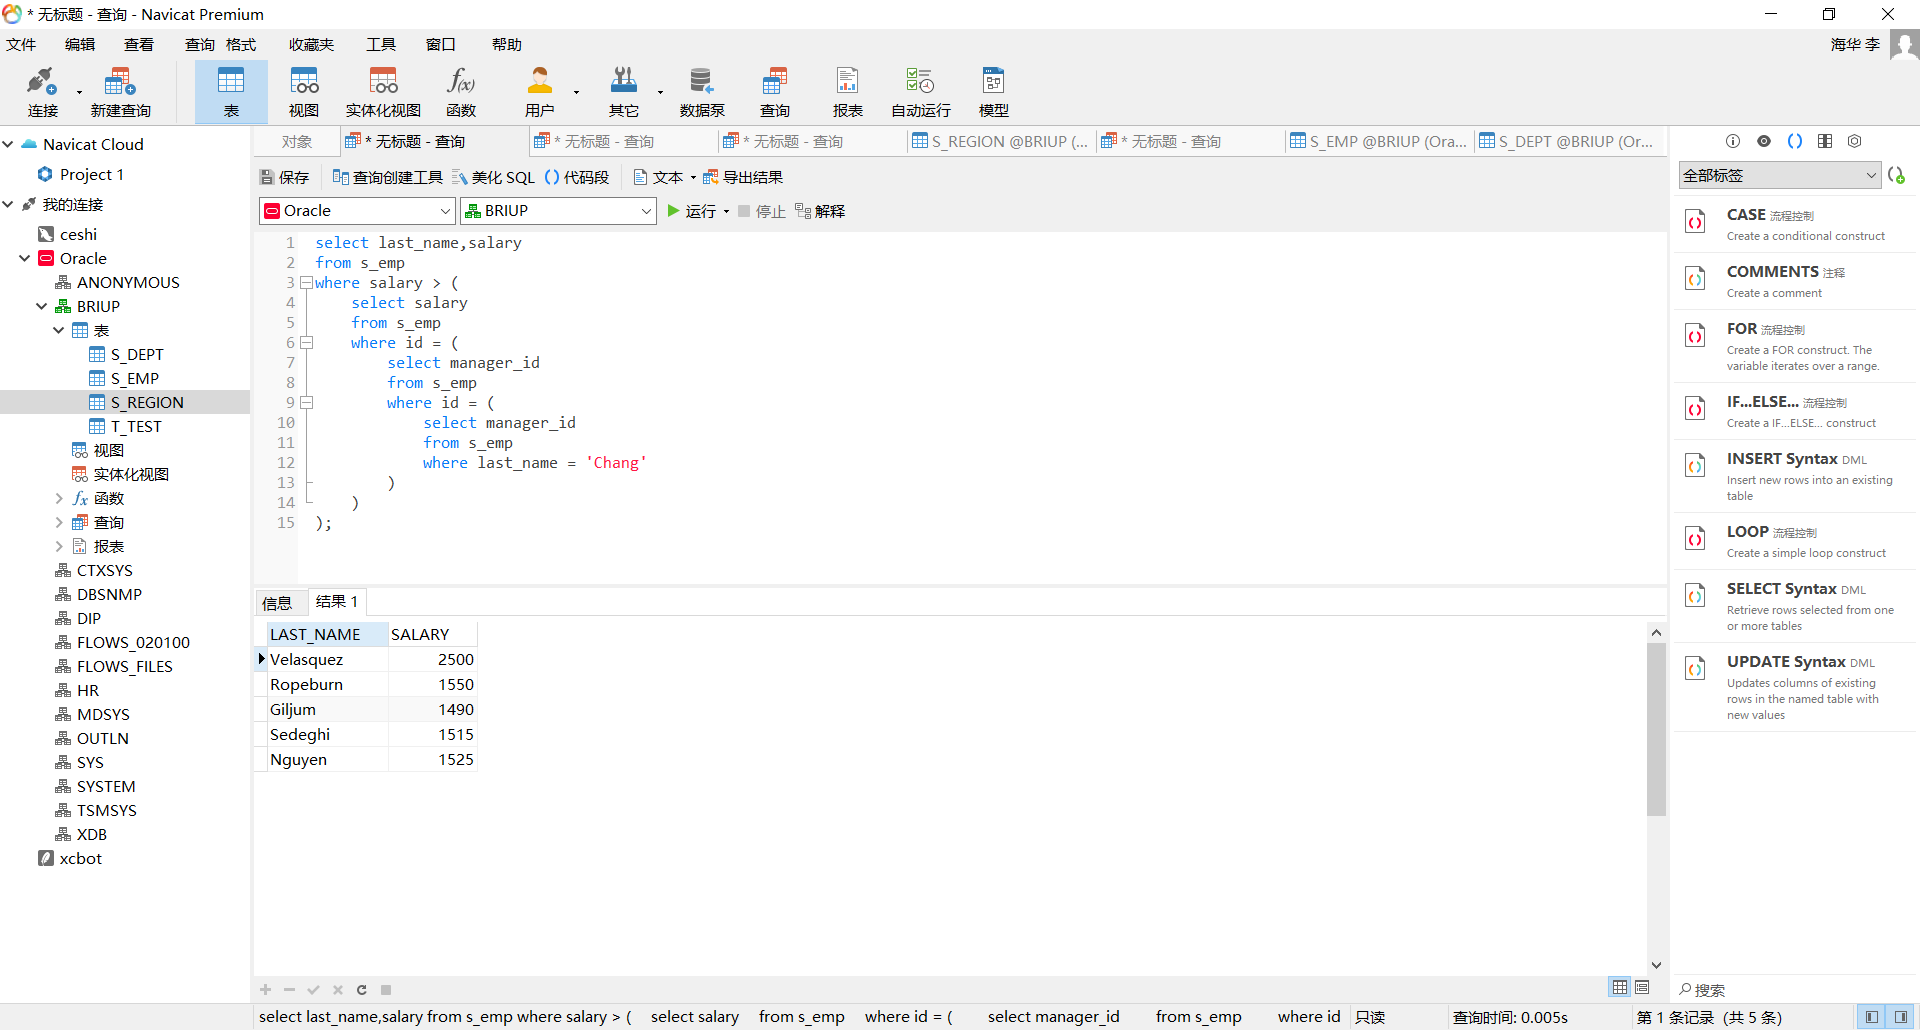 * 无标题 - 查询 - Navicat Premium
文件 编辑 查看 查询 格式 收藏夹 工具 窗口 帮助 海华 李
连接 新建查询 表 视图 实体化视图 函数 用户 其它 数据泵 查询 报表 自动运行 模型
Navicat Cloud
Project 1
我的连接
ceshi
Oracle
ANONYMOUS
BRIUP
表
S_DEPT
S_EMP
S_REGION
T_TEST
视图
实体化视图
函数
查询
报表
CTXSYS
DBSNMP
DIP
FLOWS_020100
FLOWS_FILES
HR
MDSYS
OUTLN
SYS
SYSTEM
TSMSYS
XDB
xcbot
对象 * 无标题 - 查询 * 无标题 - 查询 * 无标题 - 查询 S_REGION @BRIUP (... * 无标题 - 查询 S_EMP @BRIUP (Ora... S_DEPT @BRIUP (Or...
保存 查询创建工具 美化 SQL 代码段 文本 导出结果
Oracle BRIUP 运行 停止 解释
1 select last_name,salary
2 from s_emp
3 where salary > (
4 select salary
5 from s_emp
6 where id = (
7 select manager_id
8 from s_emp
9 where id = (
10 select manager_id
11 from s_emp
12 where last_name = 'Chang'
13 )
14 )
15 );
信息 结果 1
LAST_NAME SALARY
Velasquez 2500
Ropeburn 1550
Giljum 1490
Sedeghi 1515
Nguyen 1525
全部标签
CASE 流程控制
Create a conditional construct
COMMENTS 注释
Create a comment
FOR 流程控制
Create a FOR construct. The
variable iterates over a range.
IF...ELSE... 流程控制
Create a IF...ELSE... construct
INSERT Syntax DML
Insert new rows into an existing
table
LOOP 流程控制
Create a simple loop construct
SELECT Syntax DML
Retrieve rows selected from one
or more tables
UPDATE Syntax DML
Updates columns of existing
rows in the named table with
new values
搜索
select last_name,salary from s_emp where salary > ( select salary from s_emp where id = ( select manager_id from s_emp where id 只读 查询时间: 0.005s 第 1 条记录 (共 5 条)